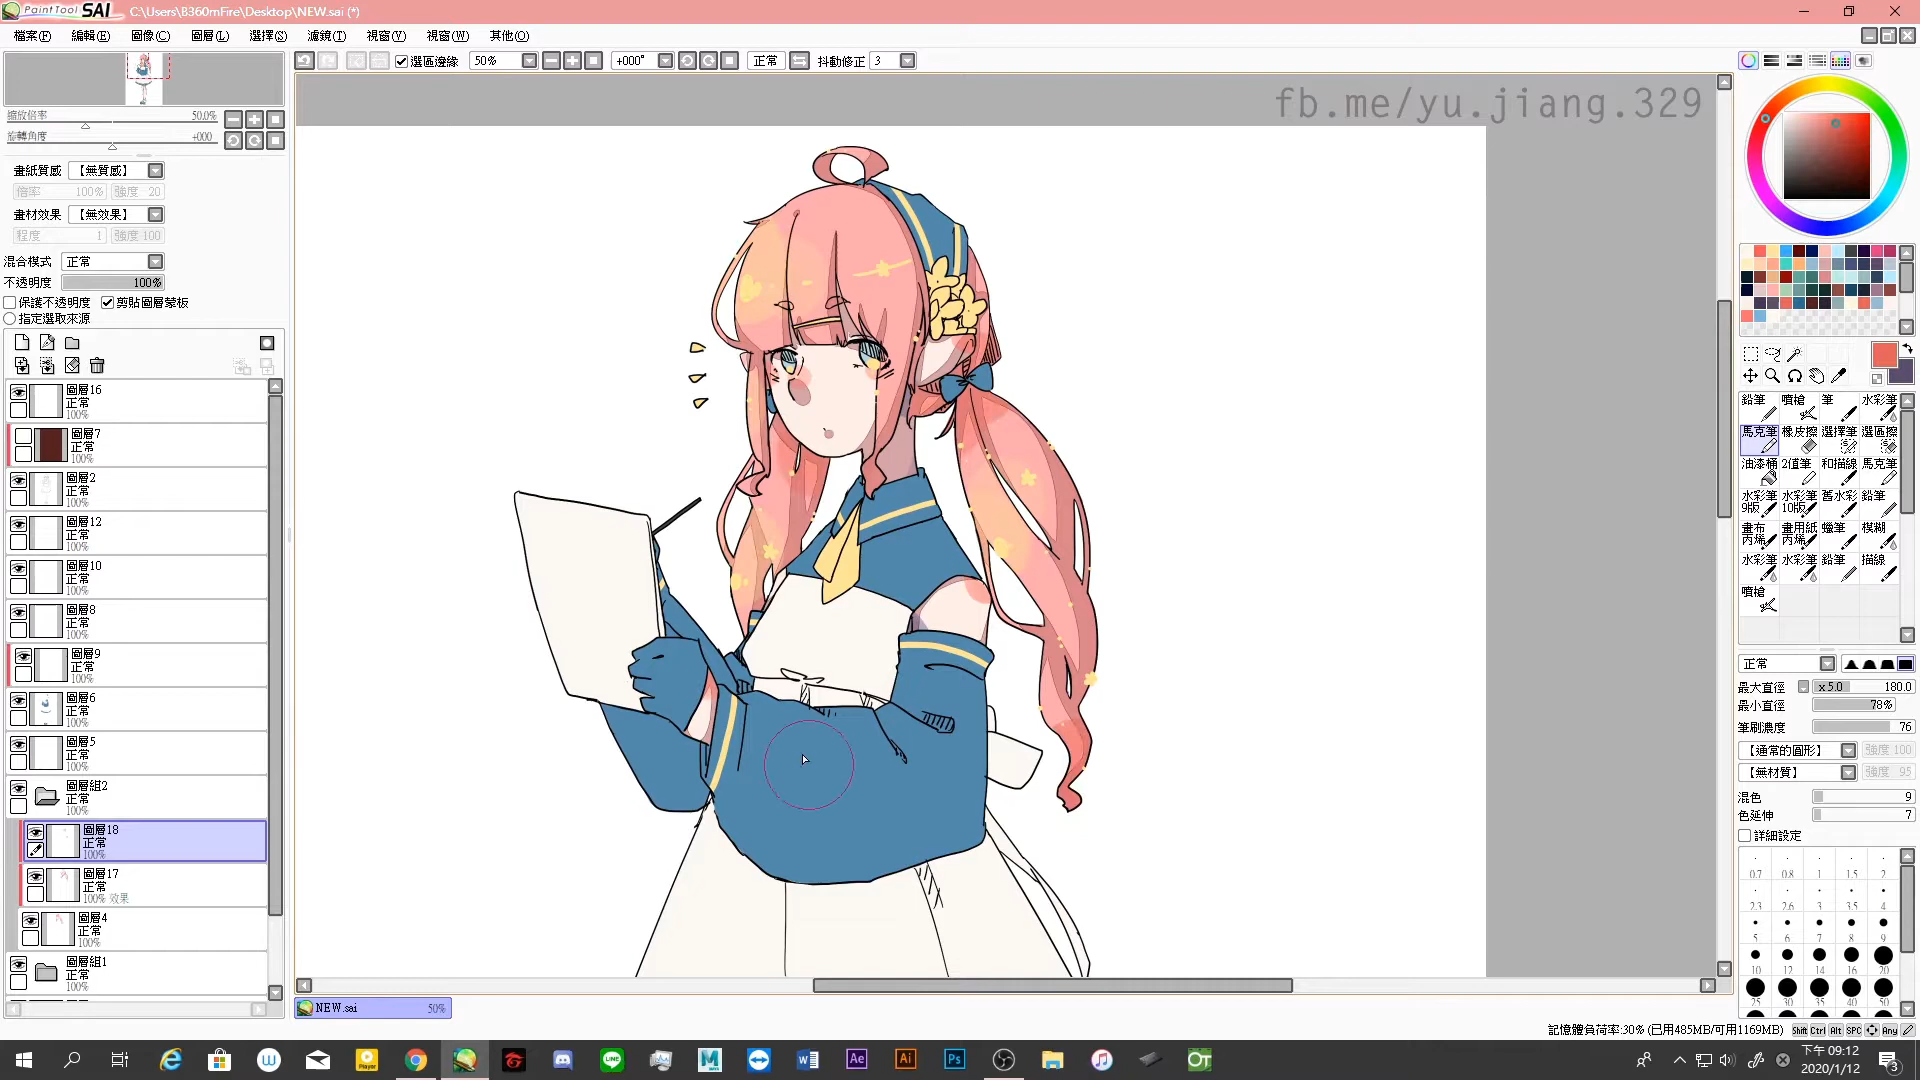 PaintTool SAI C:\Users\B360mFire\Desktop\NEW.sai (*)
檔案(F) 編輯(E) 圖像(C) 圖層(L) 選擇(S) 濾鏡(T) 視窗(V) 視窗(W) 其他(O)
選區邊緣 50% +000° 正常 抖動修正 3
fb.me/yu.jiang.329
縮放倍率 50.0%
旋轉角度 +000
畫紙質感 【無質感】
倍率 100% 強度 20
畫材效果 【無效果】
程度 1 強度 100
混合模式 正常
不透明度 100%
保護不透明度 剪貼圖層蒙板
指定選取來源
圖層16
正常
100%
圖層7
正常
100%
圖層2
正常
100%
圖層12
正常
100%
圖層10
正常
100%
圖層8
正常
100%
圖層9
正常
100%
圖層6
正常
100%
圖層5
正常
100%
圖層組2
正常
100%
圖層18
正常
100%
圖層17
正常
100% 效果
圖層4
正常
100%
圖層組1
正常
100%
鉛筆 噴槍 筆 水彩筆
馬克筆 橡皮擦 選擇筆 選區擦
油漆桶 2值筆 和描線 馬克筆
水彩筆9版 水彩筆10版 舊水彩 鉛筆
畫布丙烯 畫用紙丙烯 蠟筆 模糊
水彩筆 水彩筆 鉛筆 描線
噴槍
正常
最大直徑 x 5.0 180.0
最小直徑 78%
筆刷濃度 76
【通常的圓形】 強度 100
【無材質】 強度 95
混色 9
色延伸 7
詳細設定
0.7 0.8 1 1.5 2
2.3 2.6 3 3.5 4
5 6 7 8 9
10 12 14 16 20
25 30 35 40 50
NEW.sai 50%
記憶體負荷率:30% (已用485MB/可用1169MB) Shift Ctrl Alt SPC Any
Player LINE Ae Ai Ps OT
下午 09:12
2020/1/12
3